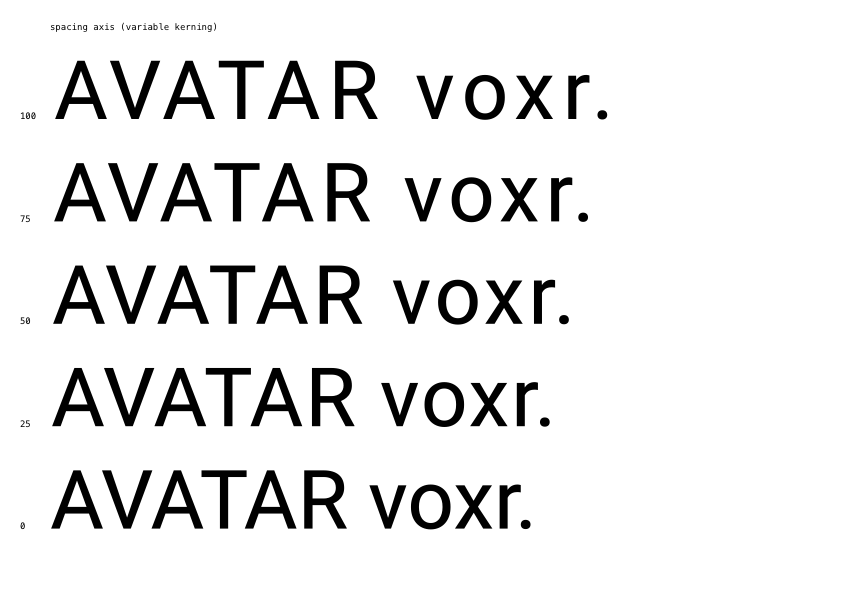 spacing axis (variable kerning)
100 AVATAR voxr.
75 AVATAR voxr.
50 AVATAR voxr.
25 AVATAR voxr.
0 AVATAR voxr.